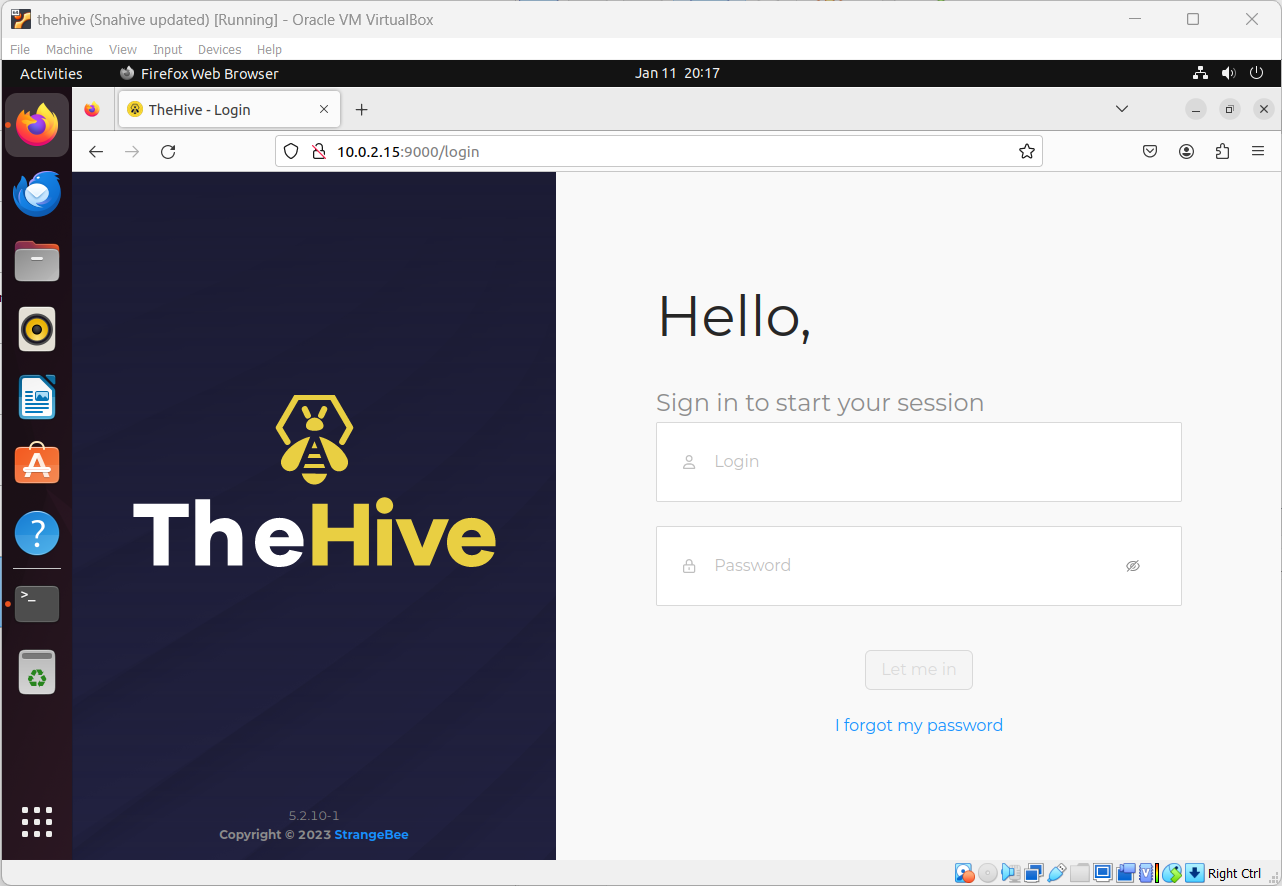 thehive (Snahive updated) [Running] - Oracle VM VirtualBox
File Machine View Input Devices Help
Activities Firefox Web Browser Jan 11 20:17
TheHive - Login
10.0.2.15:9000/login
Hello,
Sign in to start your session
Login
Password
Let me in
I forgot my password
TheHive
5.2.10-1
Copyright © 2023 StrangeBee
Right Ctrl